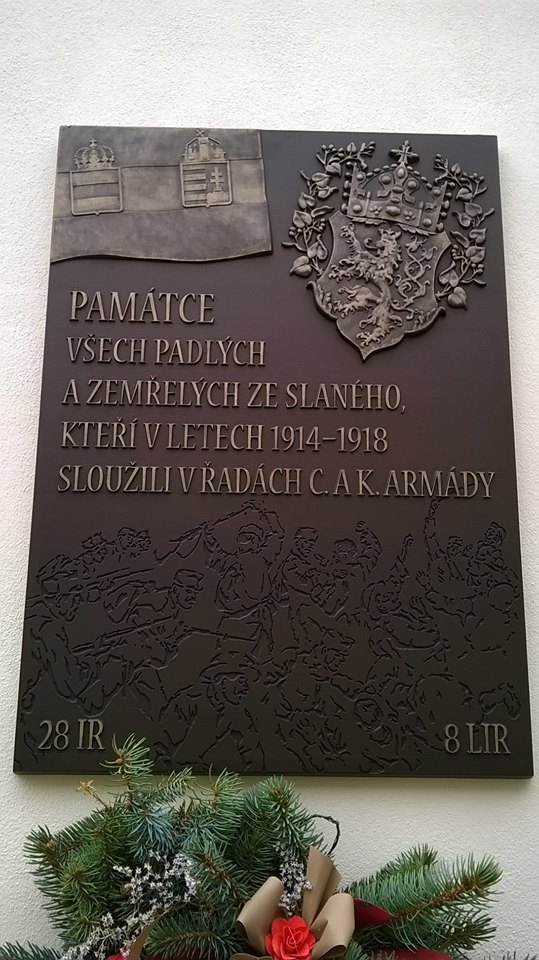 PAMÁTCE
VŠECH PADLÝCH
A ZEMŘELÝCH ZE SLANÉHO,
KTEŘÍ V LETECH 1914–1918
SLOUŽILI V ŘADÁCH C. A K. ARMÁDY
28 IR
8 LIR